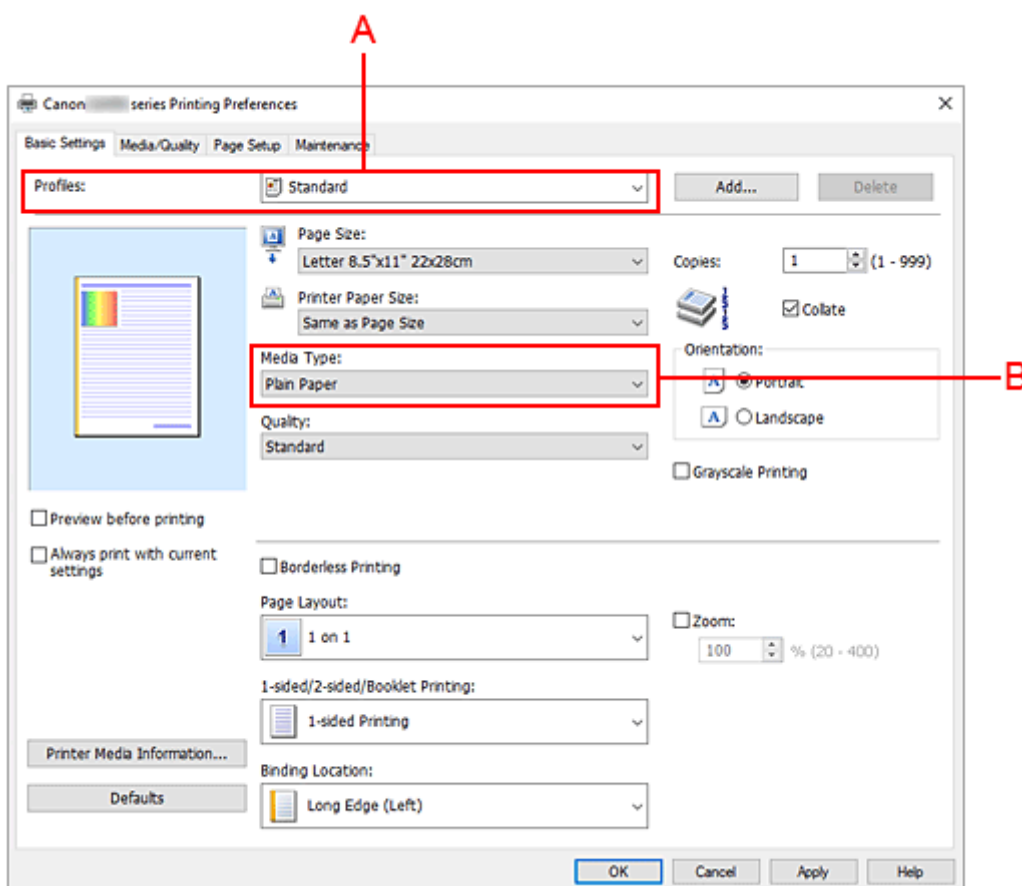 A
Canon series Printing Preferences
Basic Settings Media/Quality Page Setup Maintenance
Profiles: Standard Add... Delete
Page Size:
Letter 8.5"x11" 22x28cm
Copies: 1 (1 - 999)
Printer Paper Size:
Same as Page Size
Collate
Media Type:
Plain Paper
Orientation:
Portrait
B
Landscape
Quality:
Standard
Grayscale Printing
Preview before printing
Always print with current
settings
Borderless Printing
Page Layout:
1 on 1
Zoom:
100 % (20 - 400)
1-sided/2-sided/Booklet Printing:
1-sided Printing
Printer Media Information...
Binding Location:
Defaults
Long Edge (Left)
OK Cancel Apply Help